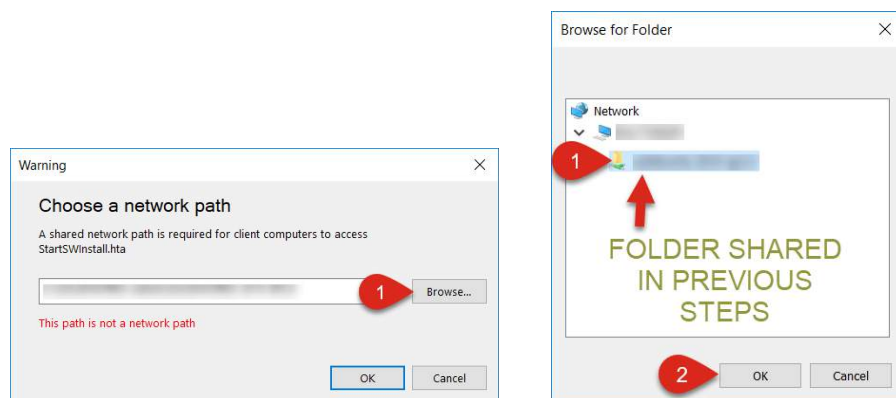 Warning
Choose a network path
A shared network path is required for client computers to access
StartSWInstall.hta
1
Browse...
This path is not a network path
OK
Cancel
Browse for Folder
Network
1
FOLDER SHARED
IN PREVIOUS
STEPS
2
OK
Cancel